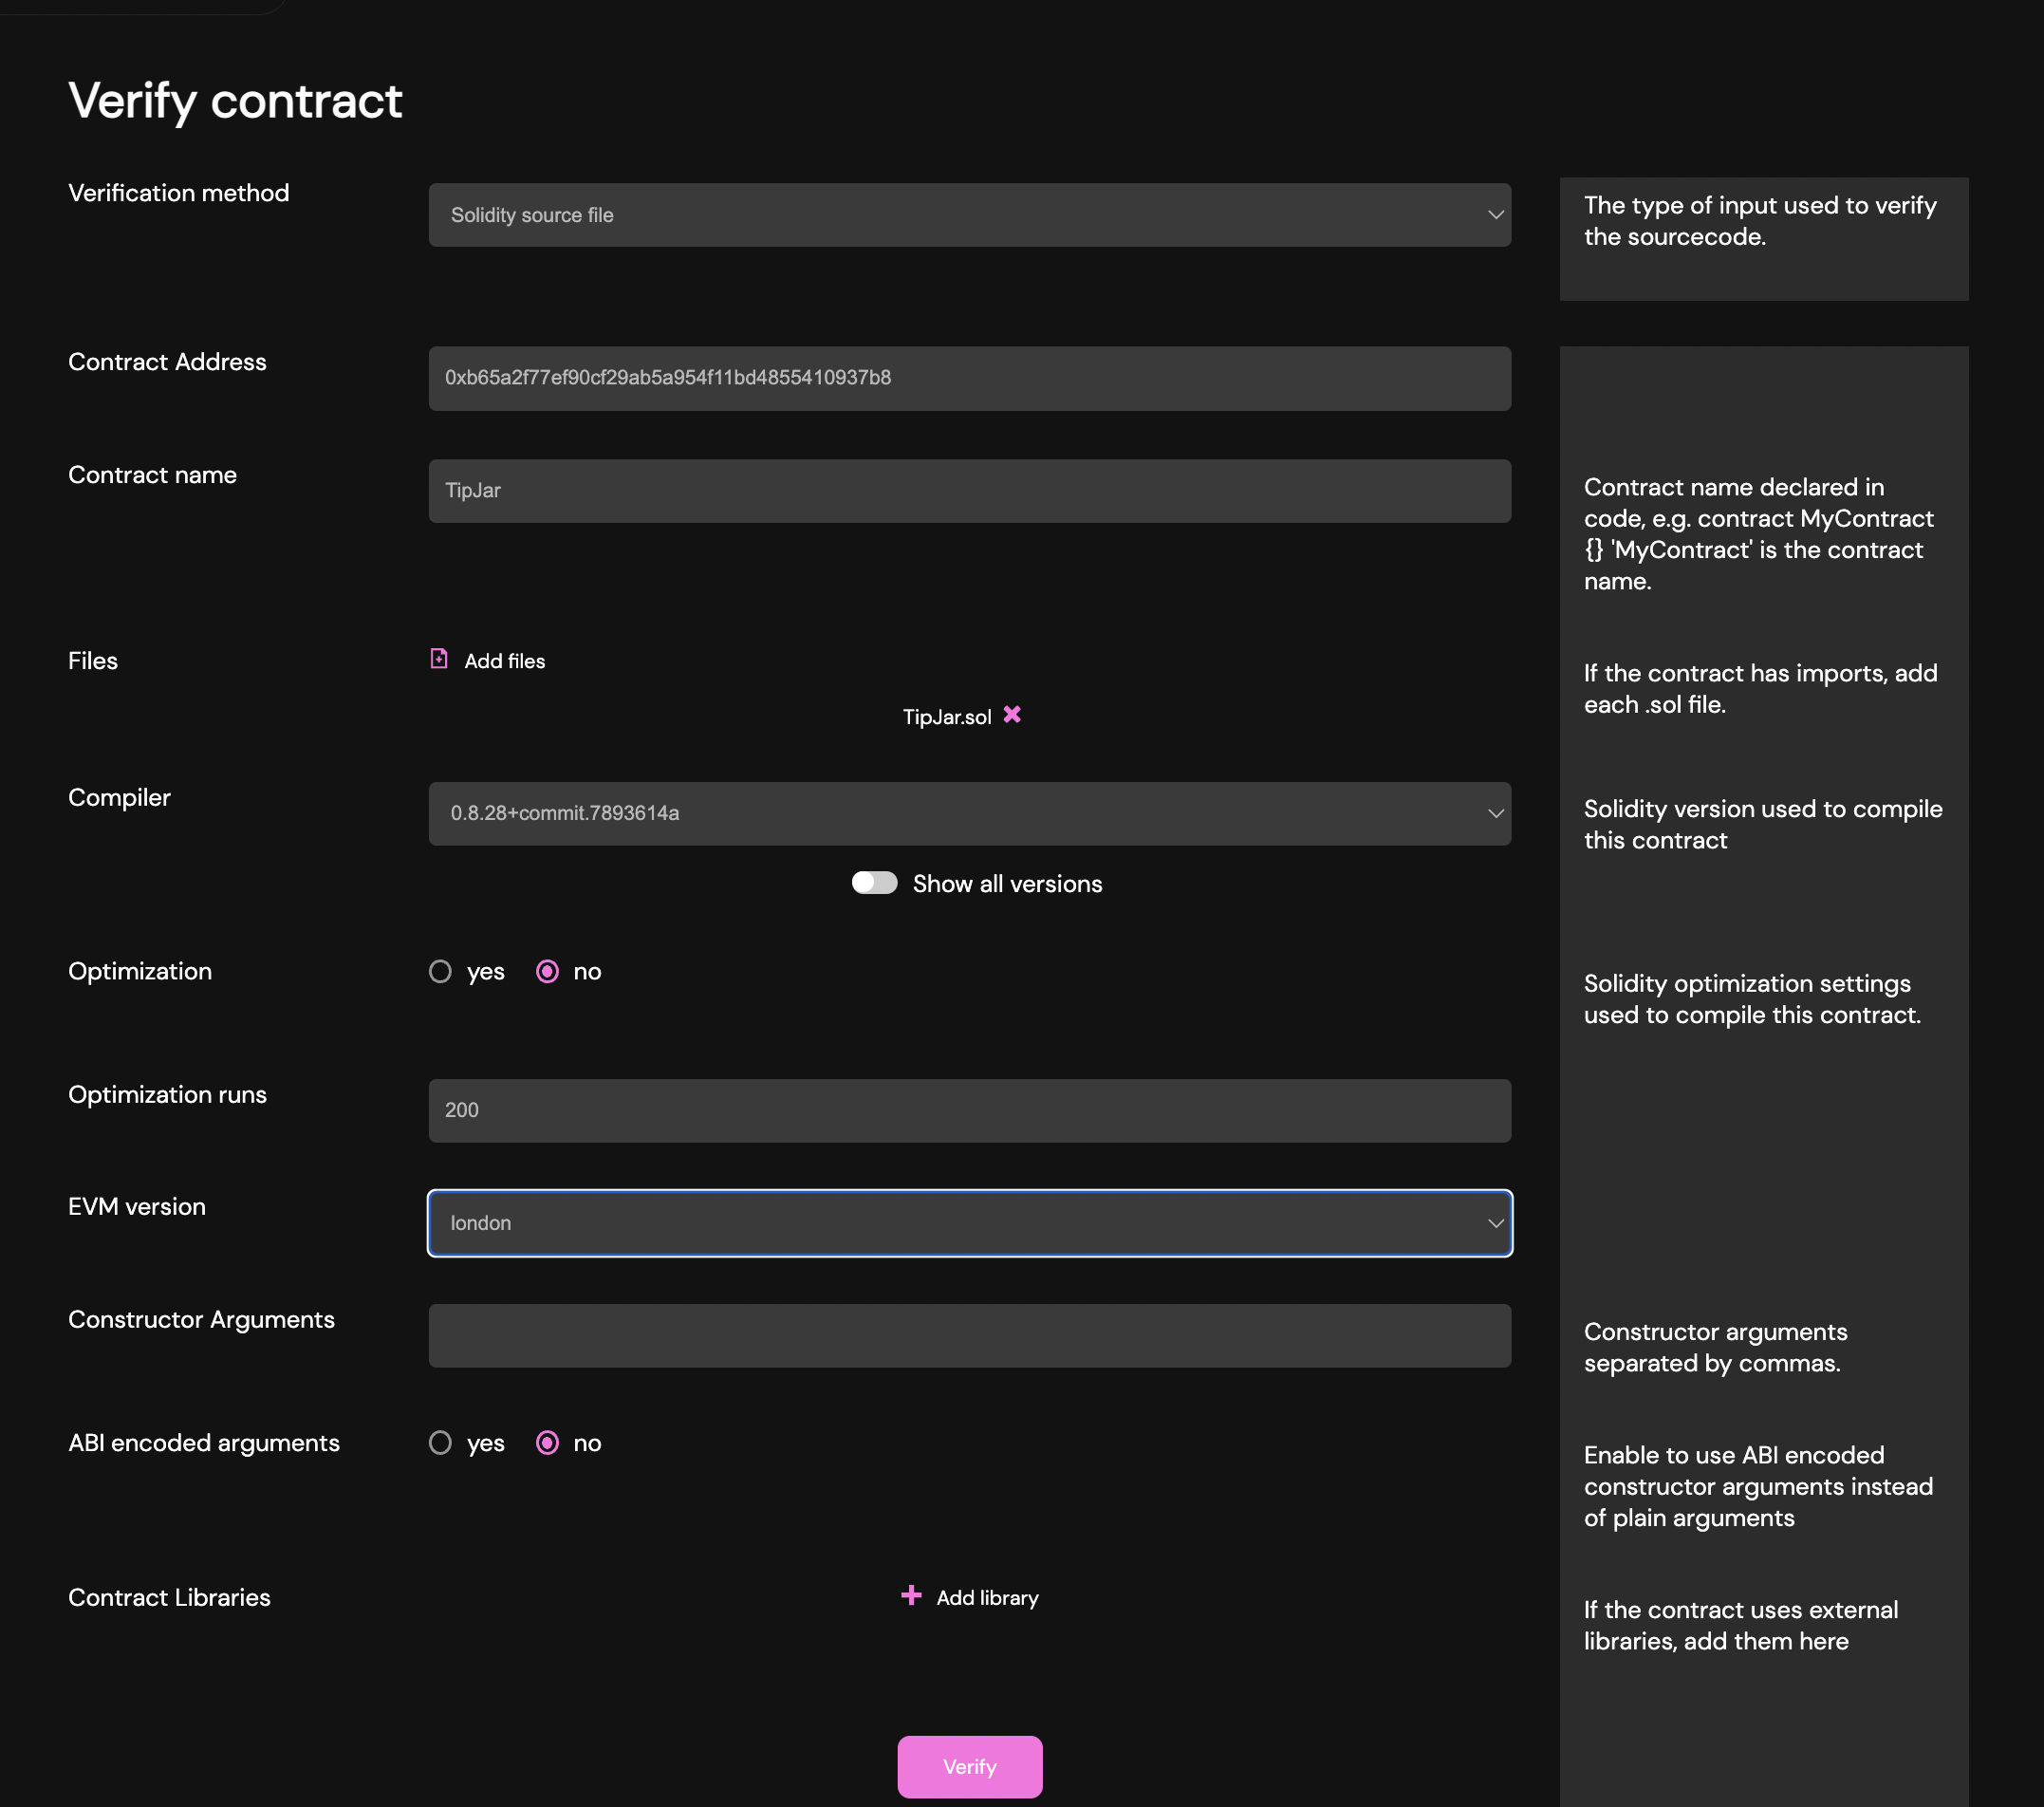 Verify contract
Verification method
Solidity source file
The type of input used to verify
the sourcecode.
Contract Address
0xb65a2f77ef90cf29ab5a954f11bd4855410937b8
Contract name
TipJar
Contract name declared in
code, e.g. contract MyContract
{} 'MyContract' is the contract
name.
Files
Add files
TipJar.sol
If the contract has imports, add
each .sol file.
Compiler
0.8.28+commit.7893614a
Show all versions
Solidity version used to compile
this contract
Optimization
yes no
Solidity optimization settings
used to compile this contract.
Optimization runs
200
EVM version
london
Constructor Arguments
Constructor arguments
separated by commas.
ABI encoded arguments
yes no
Enable to use ABI encoded
constructor arguments instead
of plain arguments
Contract Libraries
Add library
If the contract uses external
libraries, add them here
Verify